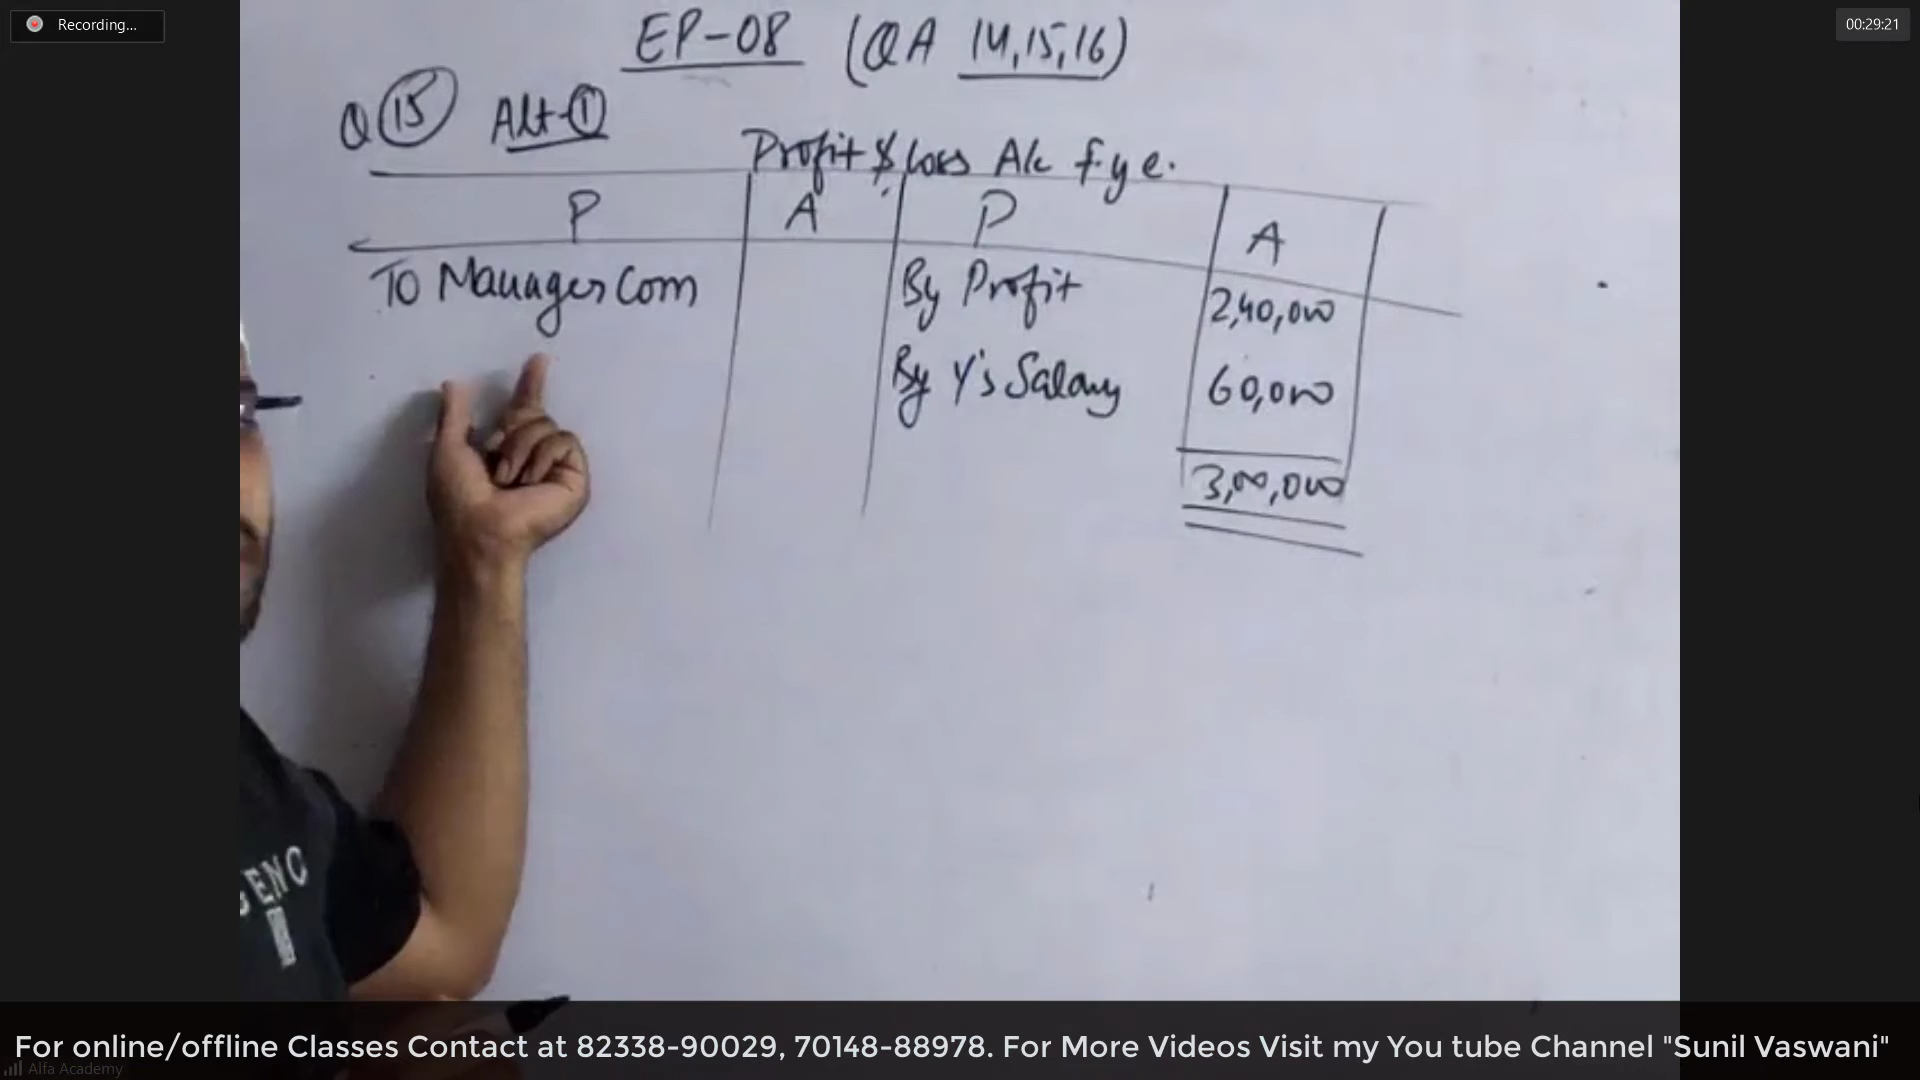 Recording...
00:29:21
EP-08 (QA 14,15,16)
Q 15 Alt-1
Profit & Loss A/c f.y.e.
P A P A
To Manager Com By Profit 2,40,000
By Y's Salary 60,000
3,00,000
ENC
For online/offline Classes Contact at 82338-90029, 70148-88978. For More Videos Visit my You tube Channel "Sunil Vaswani"
Alfa Academy